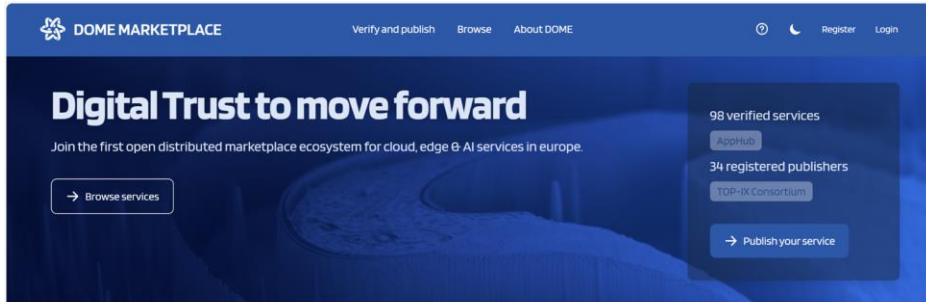 DOME MARKETPLACE
Verify and publish Browse About DOME
Register Login
Digital Trust to move forward
Join the first open distributed marketplace ecosystem for cloud, edge & AI services in europe.
→ Browse services
98 verified services
AppHub
34 registered publishers
TOP-IX Consortium
→ Publish your service